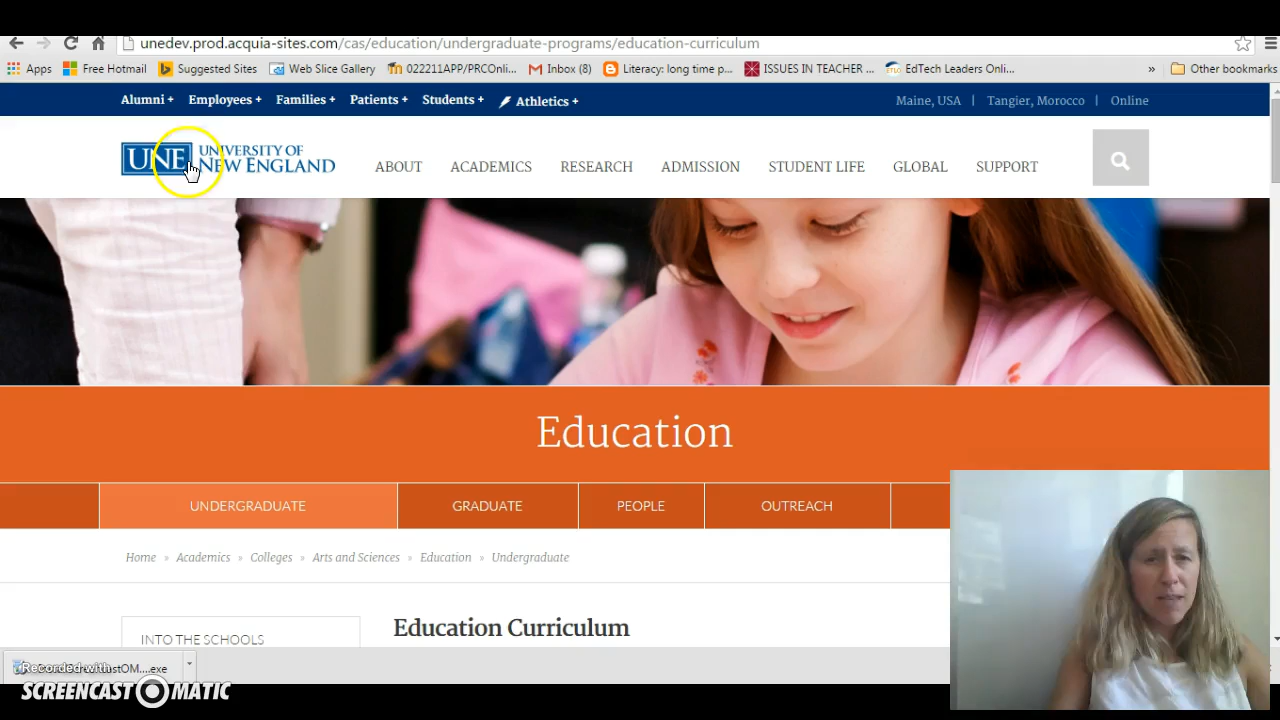 unedev.prod.acquia-sites.com/cas/education/undergraduate-programs/education-curriculum
Apps Free Hotmail Suggested Sites Web Slice Gallery 022211APP/PRCOnli... Inbox (8) Literacy: long time p... ISSUES IN TEACHER ... EdTech Leaders Onli... » Other bookmarks
Alumni + Employees + Families + Patients + Students + Athletics + Maine, USA | Tangier, Morocco | Online
UNE UNIVERSITY OF
NEW ENGLAND
ABOUT ACADEMICS RESEARCH ADMISSION STUDENT LIFE GLOBAL SUPPORT
Education
UNDERGRADUATE GRADUATE PEOPLE OUTREACH
Home » Academics » Colleges » Arts and Sciences » Education » Undergraduate
Education Curriculum
INTO THE SCHOOLS
Recorded with
SCREENCAST O MATIC